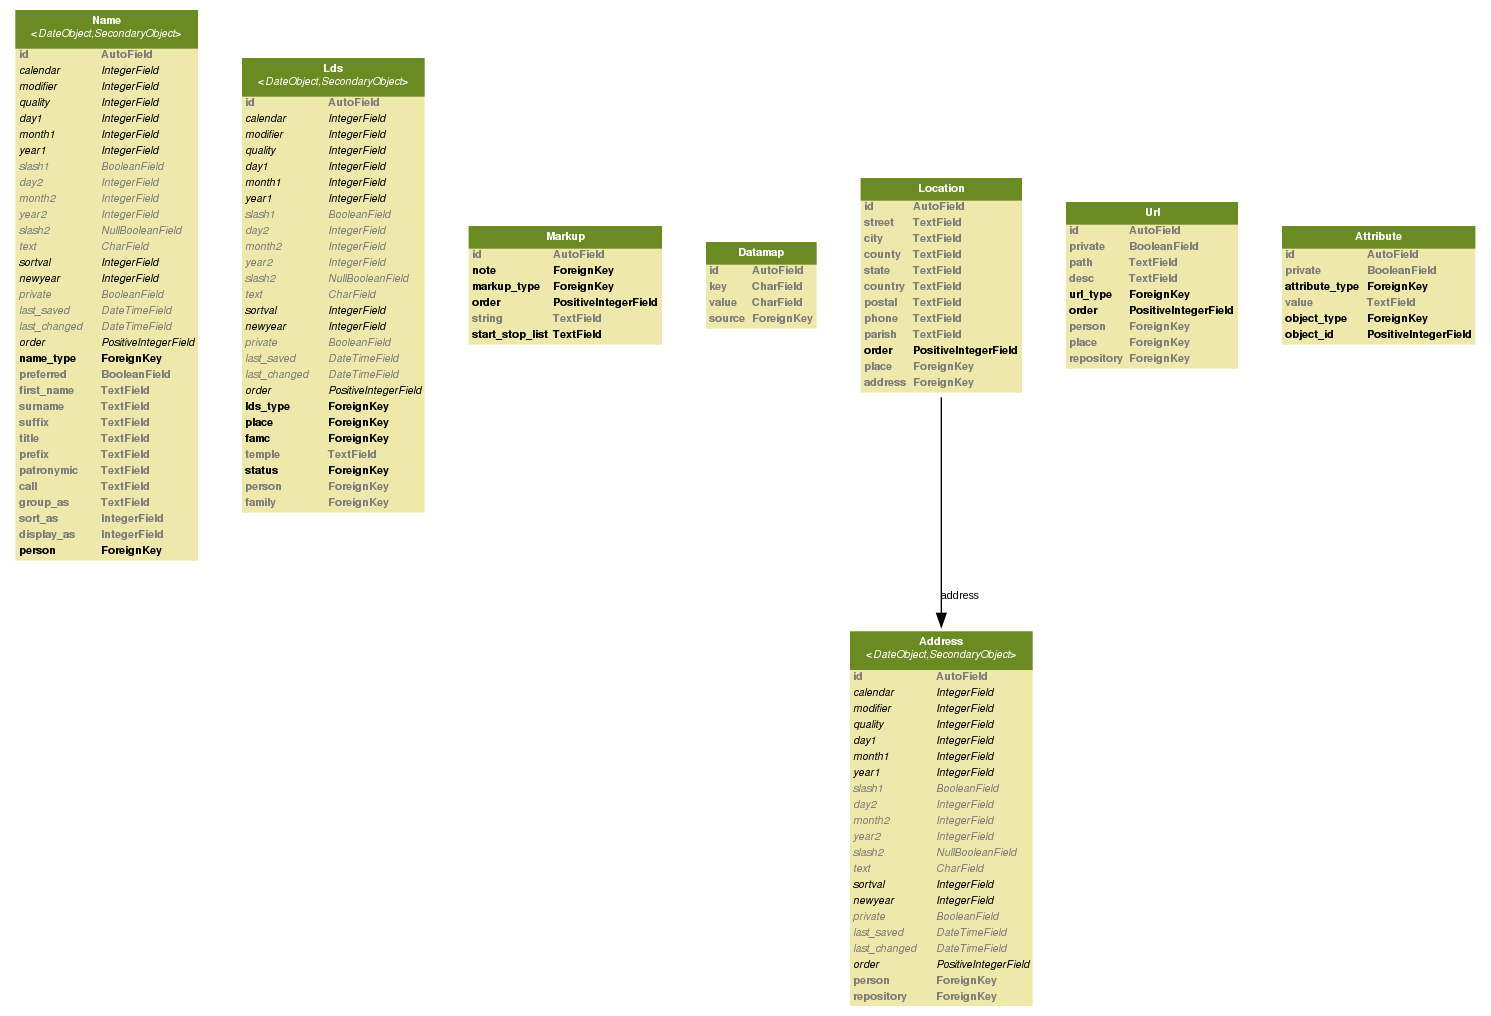 Name
<DateObject,SecondaryObject>
id AutoField
calendar IntegerField
modifier IntegerField
quality IntegerField
day1 IntegerField
month1 IntegerField
year1 IntegerField
slash1 BooleanField
day2 IntegerField
month2 IntegerField
year2 IntegerField
slash2 NullBooleanField
text CharField
sortval IntegerField
newyear IntegerField
private BooleanField
last_saved DateTimeField
last_changed DateTimeField
order PositiveIntegerField
name_type ForeignKey
preferred BooleanField
first_name TextField
surname TextField
suffix TextField
title TextField
prefix TextField
patronymic TextField
call TextField
group_as TextField
sort_as IntegerField
display_as IntegerField
person ForeignKey
Lds
<DateObject,SecondaryObject>
id AutoField
calendar IntegerField
modifier IntegerField
quality IntegerField
day1 IntegerField
month1 IntegerField
year1 IntegerField
slash1 BooleanField
day2 IntegerField
month2 IntegerField
year2 IntegerField
slash2 NullBooleanField
text CharField
sortval IntegerField
newyear IntegerField
private BooleanField
last_saved DateTimeField
last_changed DateTimeField
order PositiveIntegerField
lds_type ForeignKey
place ForeignKey
famc ForeignKey
temple TextField
status ForeignKey
person ForeignKey
family ForeignKey
Markup
id AutoField
note ForeignKey
markup_type ForeignKey
order PositiveIntegerField
string TextField
start_stop_list TextField
Datamap
id AutoField
key CharField
value CharField
source ForeignKey
Location
id AutoField
street TextField
city TextField
county TextField
state TextField
country TextField
postal TextField
phone TextField
parish TextField
order PositiveIntegerField
place ForeignKey
address ForeignKey
Url
id AutoField
private BooleanField
path TextField
desc TextField
url_type ForeignKey
order PositiveIntegerField
person ForeignKey
place ForeignKey
repository ForeignKey
Attribute
id AutoField
private BooleanField
attribute_type ForeignKey
value TextField
object_type ForeignKey
object_id PositiveIntegerField
address
Address
<DateObject,SecondaryObject>
id AutoField
calendar IntegerField
modifier IntegerField
quality IntegerField
day1 IntegerField
month1 IntegerField
year1 IntegerField
slash1 BooleanField
day2 IntegerField
month2 IntegerField
year2 IntegerField
slash2 NullBooleanField
text CharField
sortval IntegerField
newyear IntegerField
private BooleanField
last_saved DateTimeField
last_changed DateTimeField
order PositiveIntegerField
person ForeignKey
repository ForeignKey